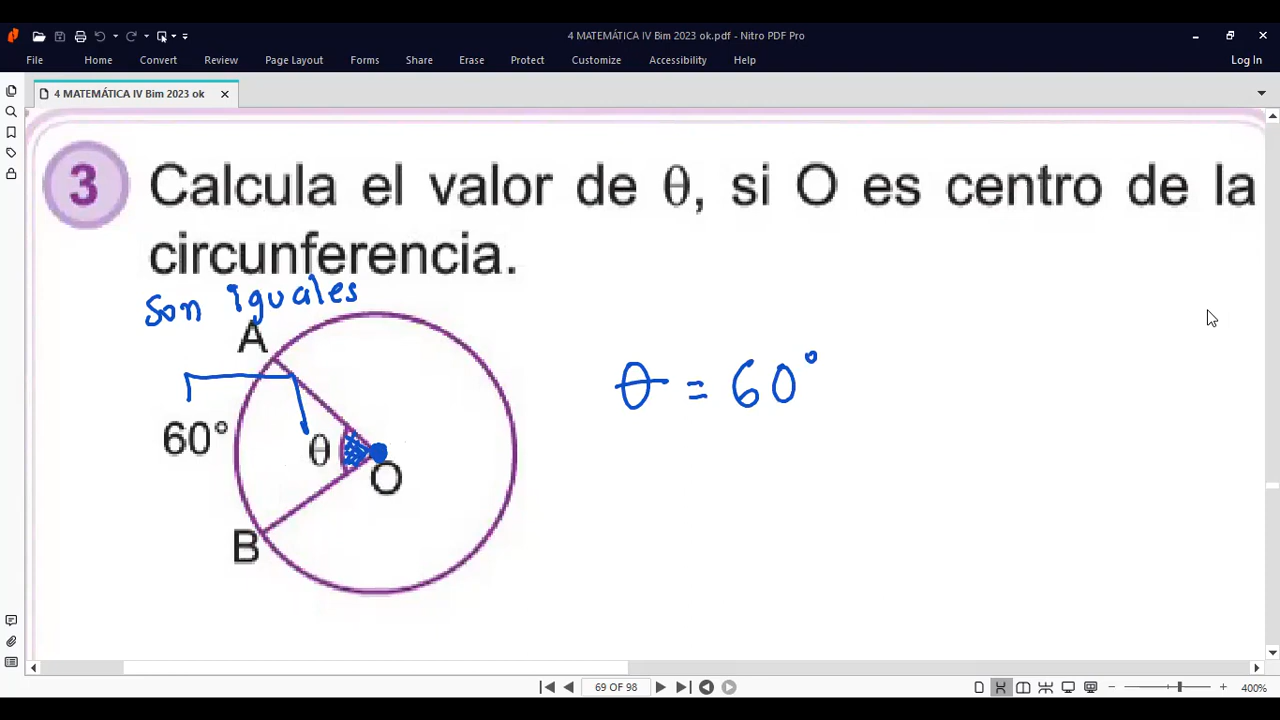 4 MATEMÁTICA IV Bim 2023 ok.pdf - Nitro PDF Pro
File Home Convert Review Page Layout Forms Share Erase Protect Customize Accessibility Help Log In
4 MATEMÁTICA IV Bim 2023 ok
3 Calcula el valor de θ, si O es centro de la
circunferencia.
son iguales
A
θ = 60°
60° θ
O
B
69 OF 98
400%